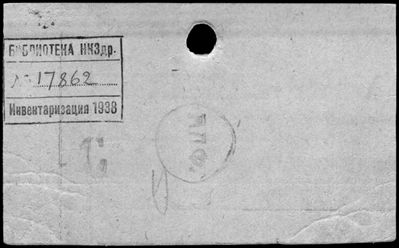 БИБЛИОТЕКА НКЗдр.
№ 17862
Инвентаризация 1938